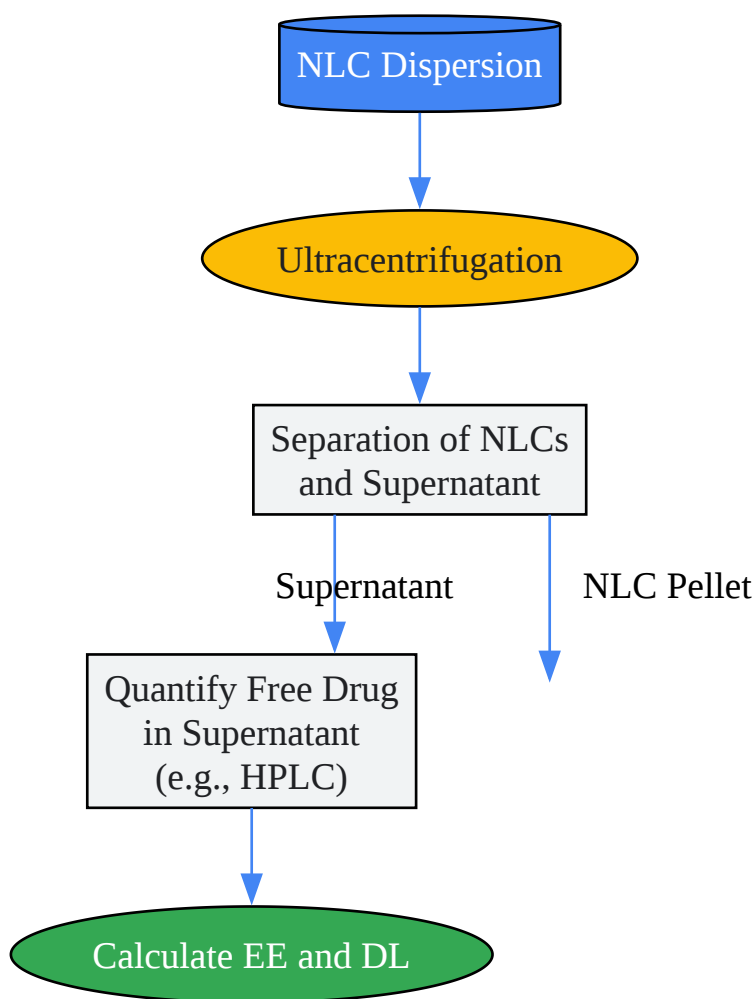 NLC Dispersion
Ultracentrifugation
Separation of NLCs
and Supernatant
Supernatant
NLC Pellet
Quantify Free Drug
in Supernatant
(e.g., HPLC)
Calculate EE and DL